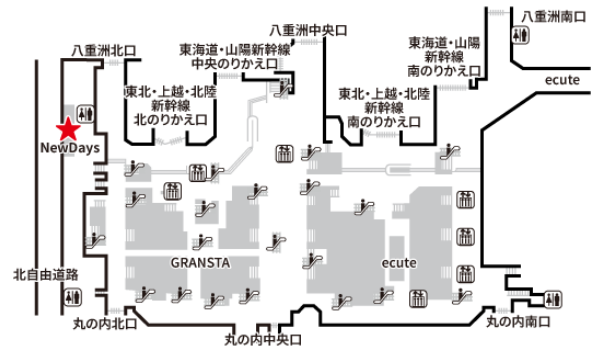 八重洲南口
八重洲中央口
八重洲北口
東海道・山陽新幹線
中央のりかえ口
東海道・山陽
新幹線
南のりかえ口
ecute
東北・上越・北陸
新幹線
北のりかえ口
東北・上越・北陸
新幹線
南のりかえ口
NewDays
GRANSTA
ecute
北自由通路
丸の内北口
丸の内中央口
丸の内南口